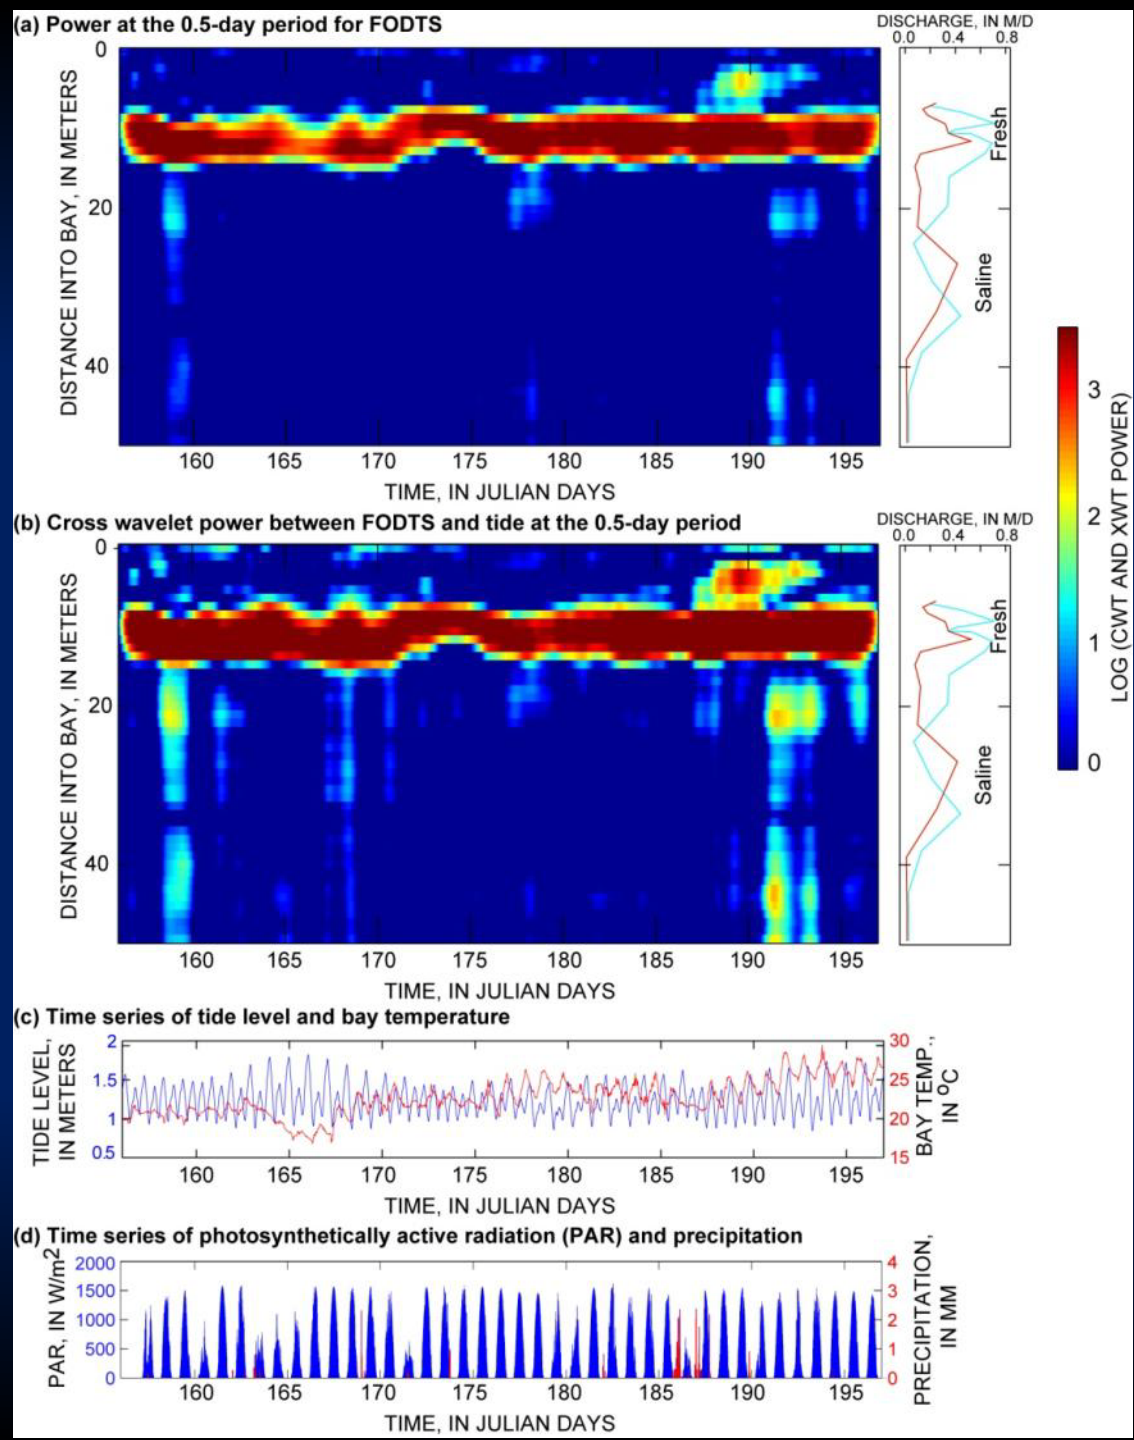 (a) Power at the 0.5-day period for FODTS
DISCHARGE, IN M/D
0.0 0.4 0.8
DISTANCE INTO BAY, IN METERS
0
20
40
Fresh
Saline
160 165 170 175 180 185 190 195
TIME, IN JULIAN DAYS
LOG (CWT AND XWT POWER)
3
2
1
0
(b) Cross wavelet power between FODTS and tide at the 0.5-day period
DISCHARGE, IN M/D
0.0 0.4 0.8
DISTANCE INTO BAY, IN METERS
0
20
40
Fresh
Saline
160 165 170 175 180 185 190 195
TIME, IN JULIAN DAYS
(c) Time series of tide level and bay temperature
TIDE LEVEL,
IN METERS
2
1.5
1
0.5
30
25
20
15
BAY TEMP.,
IN °C
160 165 170 175 180 185 190 195
TIME, IN JULIAN DAYS
(d) Time series of photosynthetically active radiation (PAR) and precipitation
PAR, IN W/m²
2000
1500
1000
500
0
4
3
2
1
0
PRECIPITATION,
IN MM
160 165 170 175 180 185 190 195
TIME, IN JULIAN DAYS